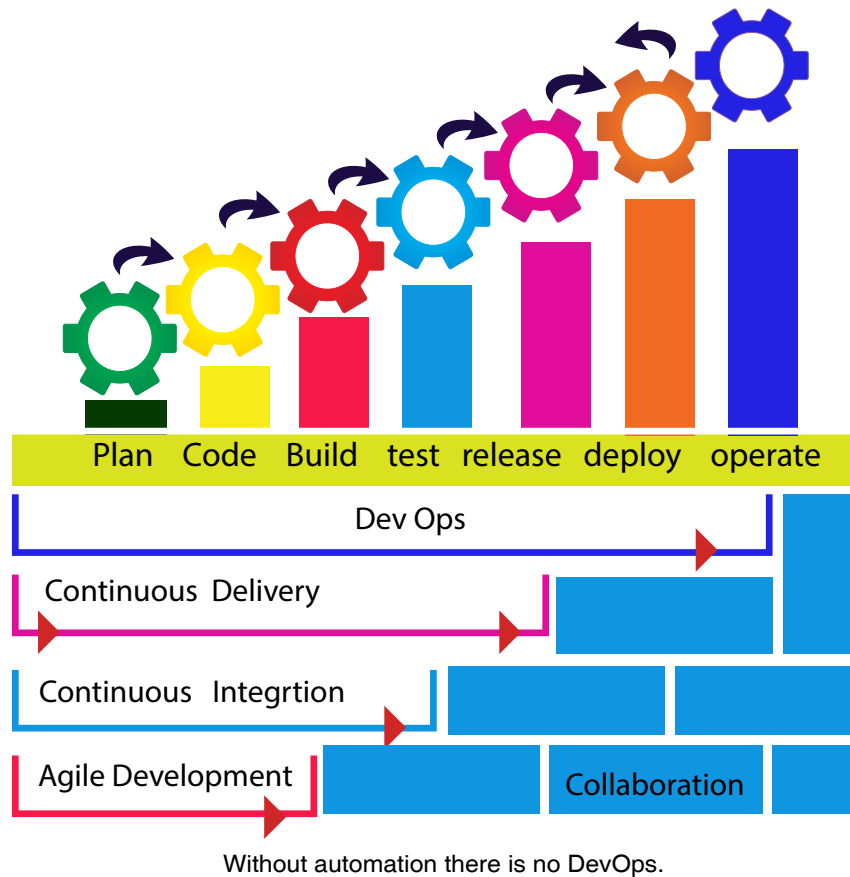 Plan Code Build test release deploy operate
Dev Ops
Continuous Delivery
Continuous Integrtion
Agile Development
Collaboration
Without automation there is no DevOps.